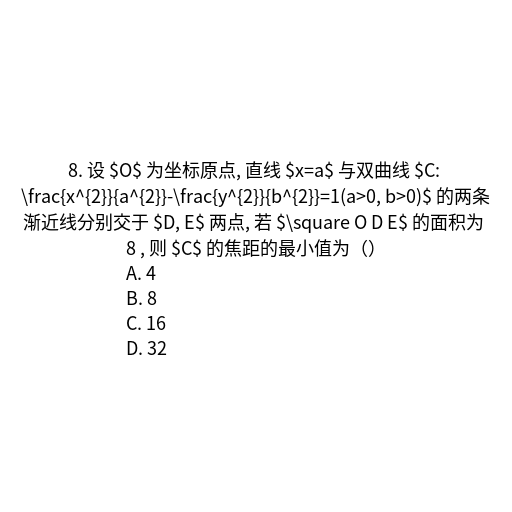 8. 设 $O$ 为坐标原点, 直线 $x=a$ 与双曲线 $C:
\frac{x^{2}}{a^{2}}-\frac{y^{2}}{b^{2}}=1(a>0, b>0)$ 的两条
渐近线分别交于 $D, E$ 两点, 若 $\square O D E$ 的面积为
8 , 则 $C$ 的焦距的最小值为（）
A. 4
B. 8
C. 16
D. 32